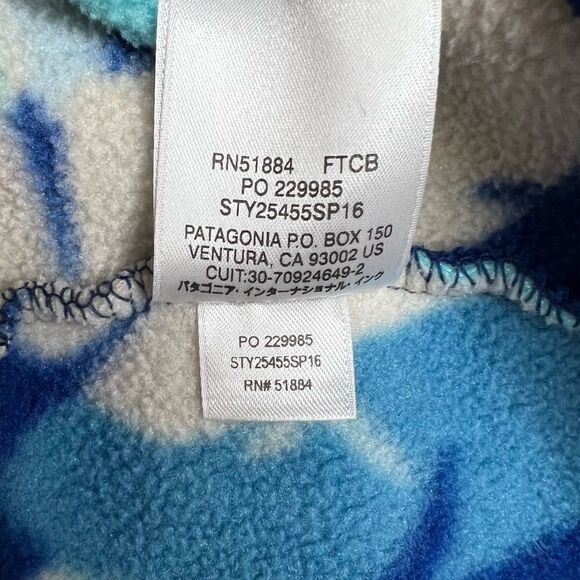 RN51884 FTCB
PO 229985
STY25455SP16
PATAGONIA P.O. BOX 150
VENTURA, CA 93002 US
CUIT:30-70924649-2
パタゴニア・インターナショナル・インク
PO 229985
STY25455SP16
RN# 51884